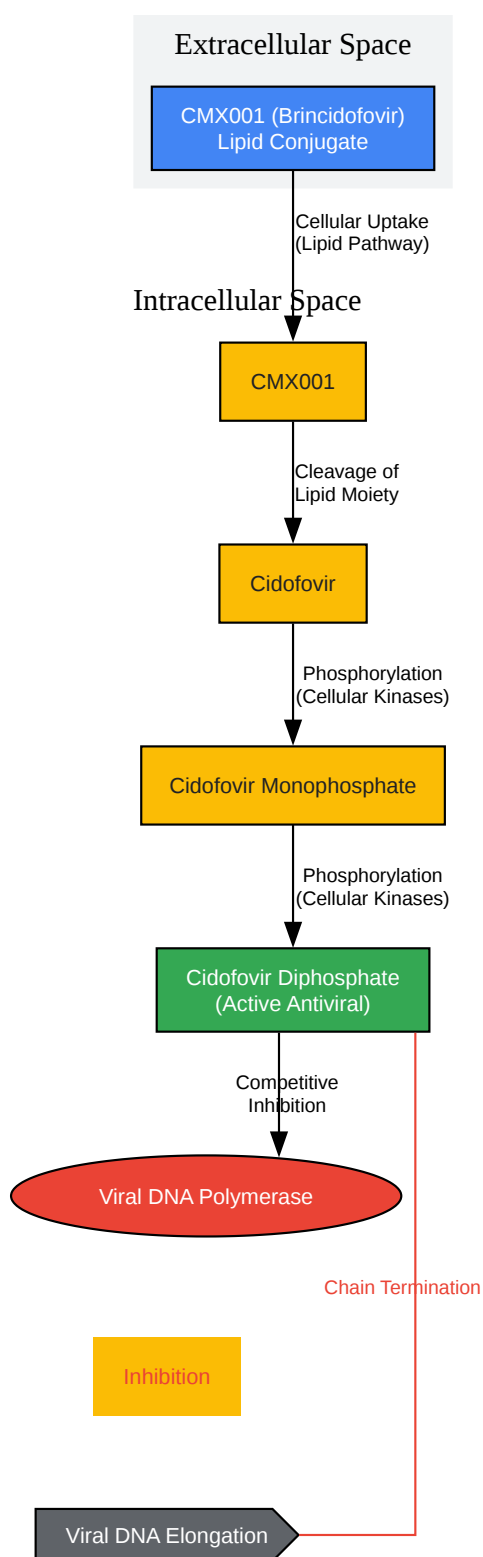 Extracellular Space
CMX001 (Brincidofovir)
Lipid Conjugate
Cellular Uptake
(Lipid Pathway)
Intracellular Space
CMX001
Cleavage of
Lipid Moiety
Cidofovir
Phosphorylation
(Cellular Kinases)
Cidofovir Monophosphate
Phosphorylation
(Cellular Kinases)
Cidofovir Diphosphate
(Active Antiviral)
Competitive
Inhibition
Viral DNA Polymerase
Chain Termination
Inhibition
Viral DNA Elongation